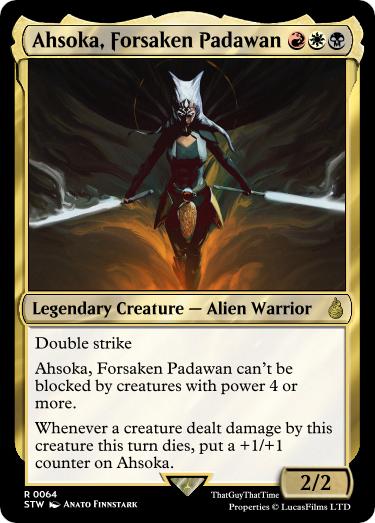 Ahsoka, Forsaken Padawan
Legendary Creature — Alien Warrior
Double strike
Ahsoka, Forsaken Padawan can't be
blocked by creatures with power 4 or
more.
Whenever a creature dealt damage by this
creature this turn dies, put a +1/+1
counter on Ahsoka.
2/2
R 0064
STW Anato Finnstark
ThatGuyThatTime
Properties © LucasFilms LTD